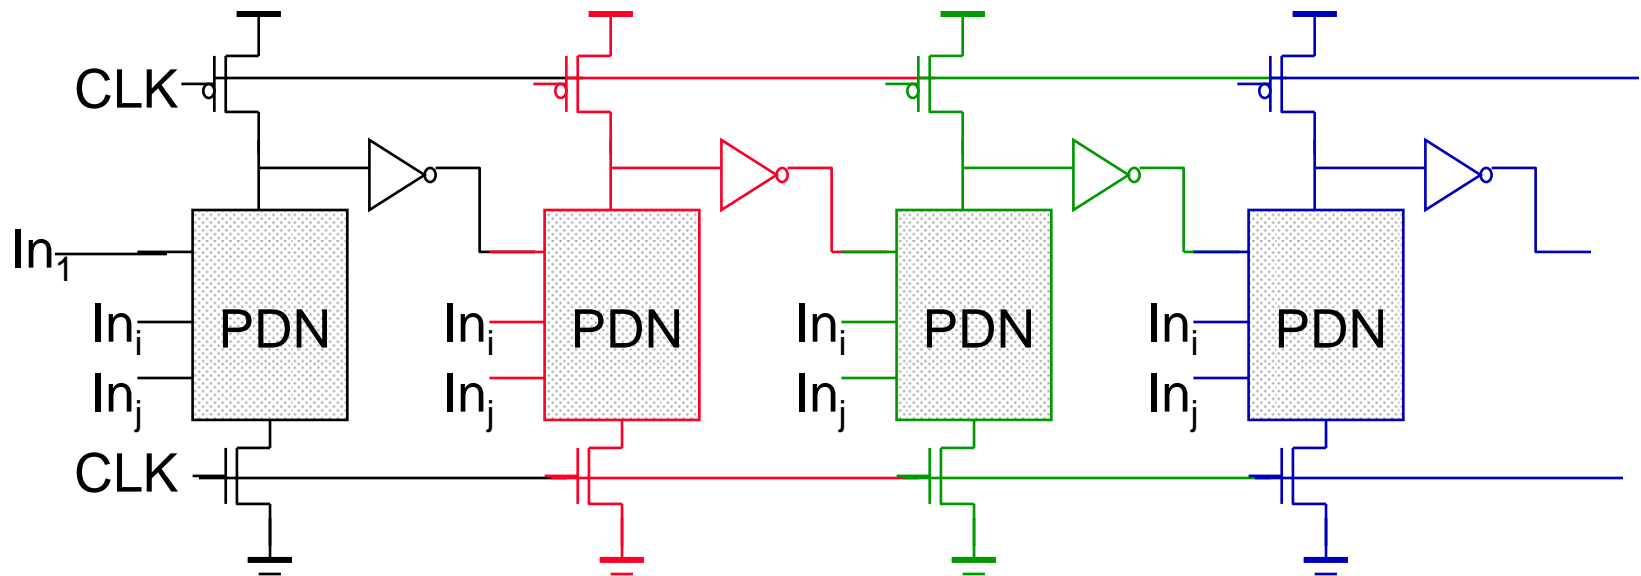 CLK
In1
PDN PDN PDN PDN
Ini Ini Ini Ini
Inj Inj Inj Inj
CLK